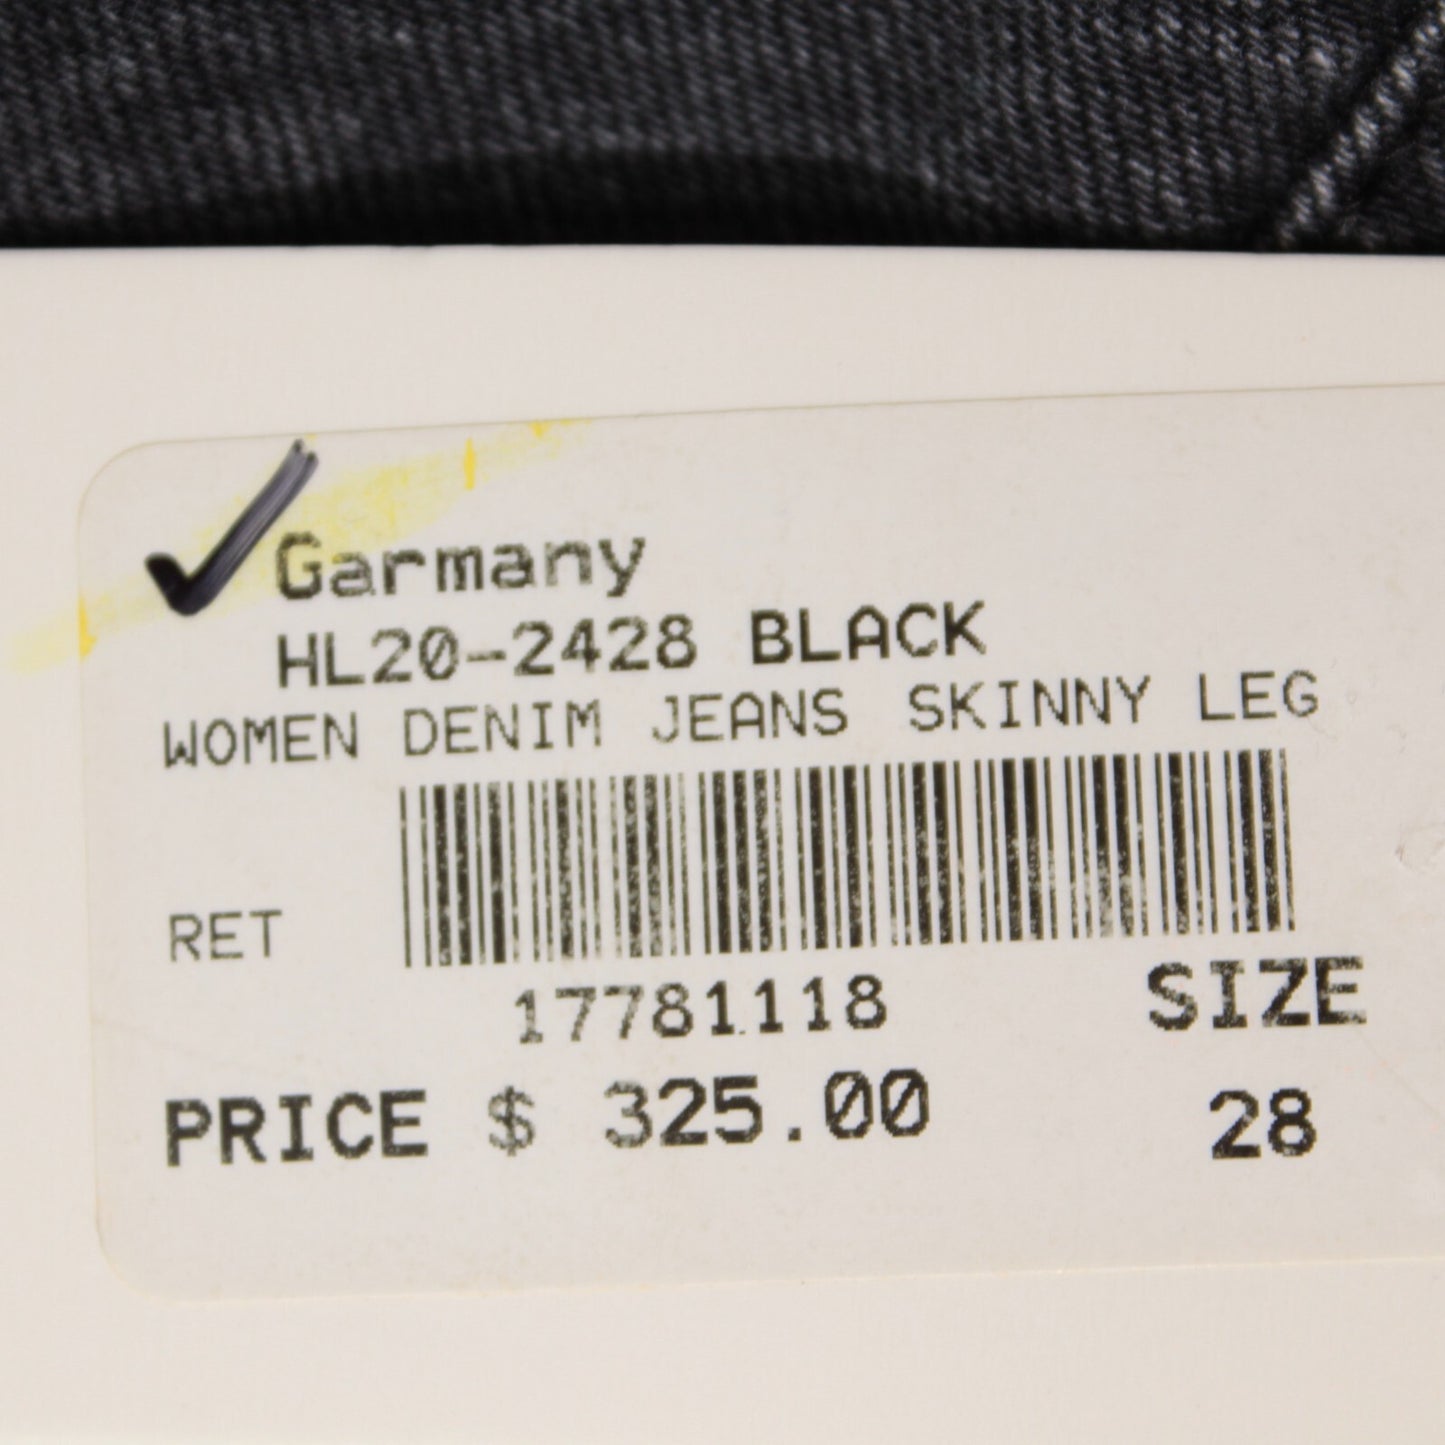 Garmany
HL20-2428 BLACK
WOMEN DENIM JEANS SKINNY LEG
RET
17781118
SIZE
PRICE $ 325.00
28